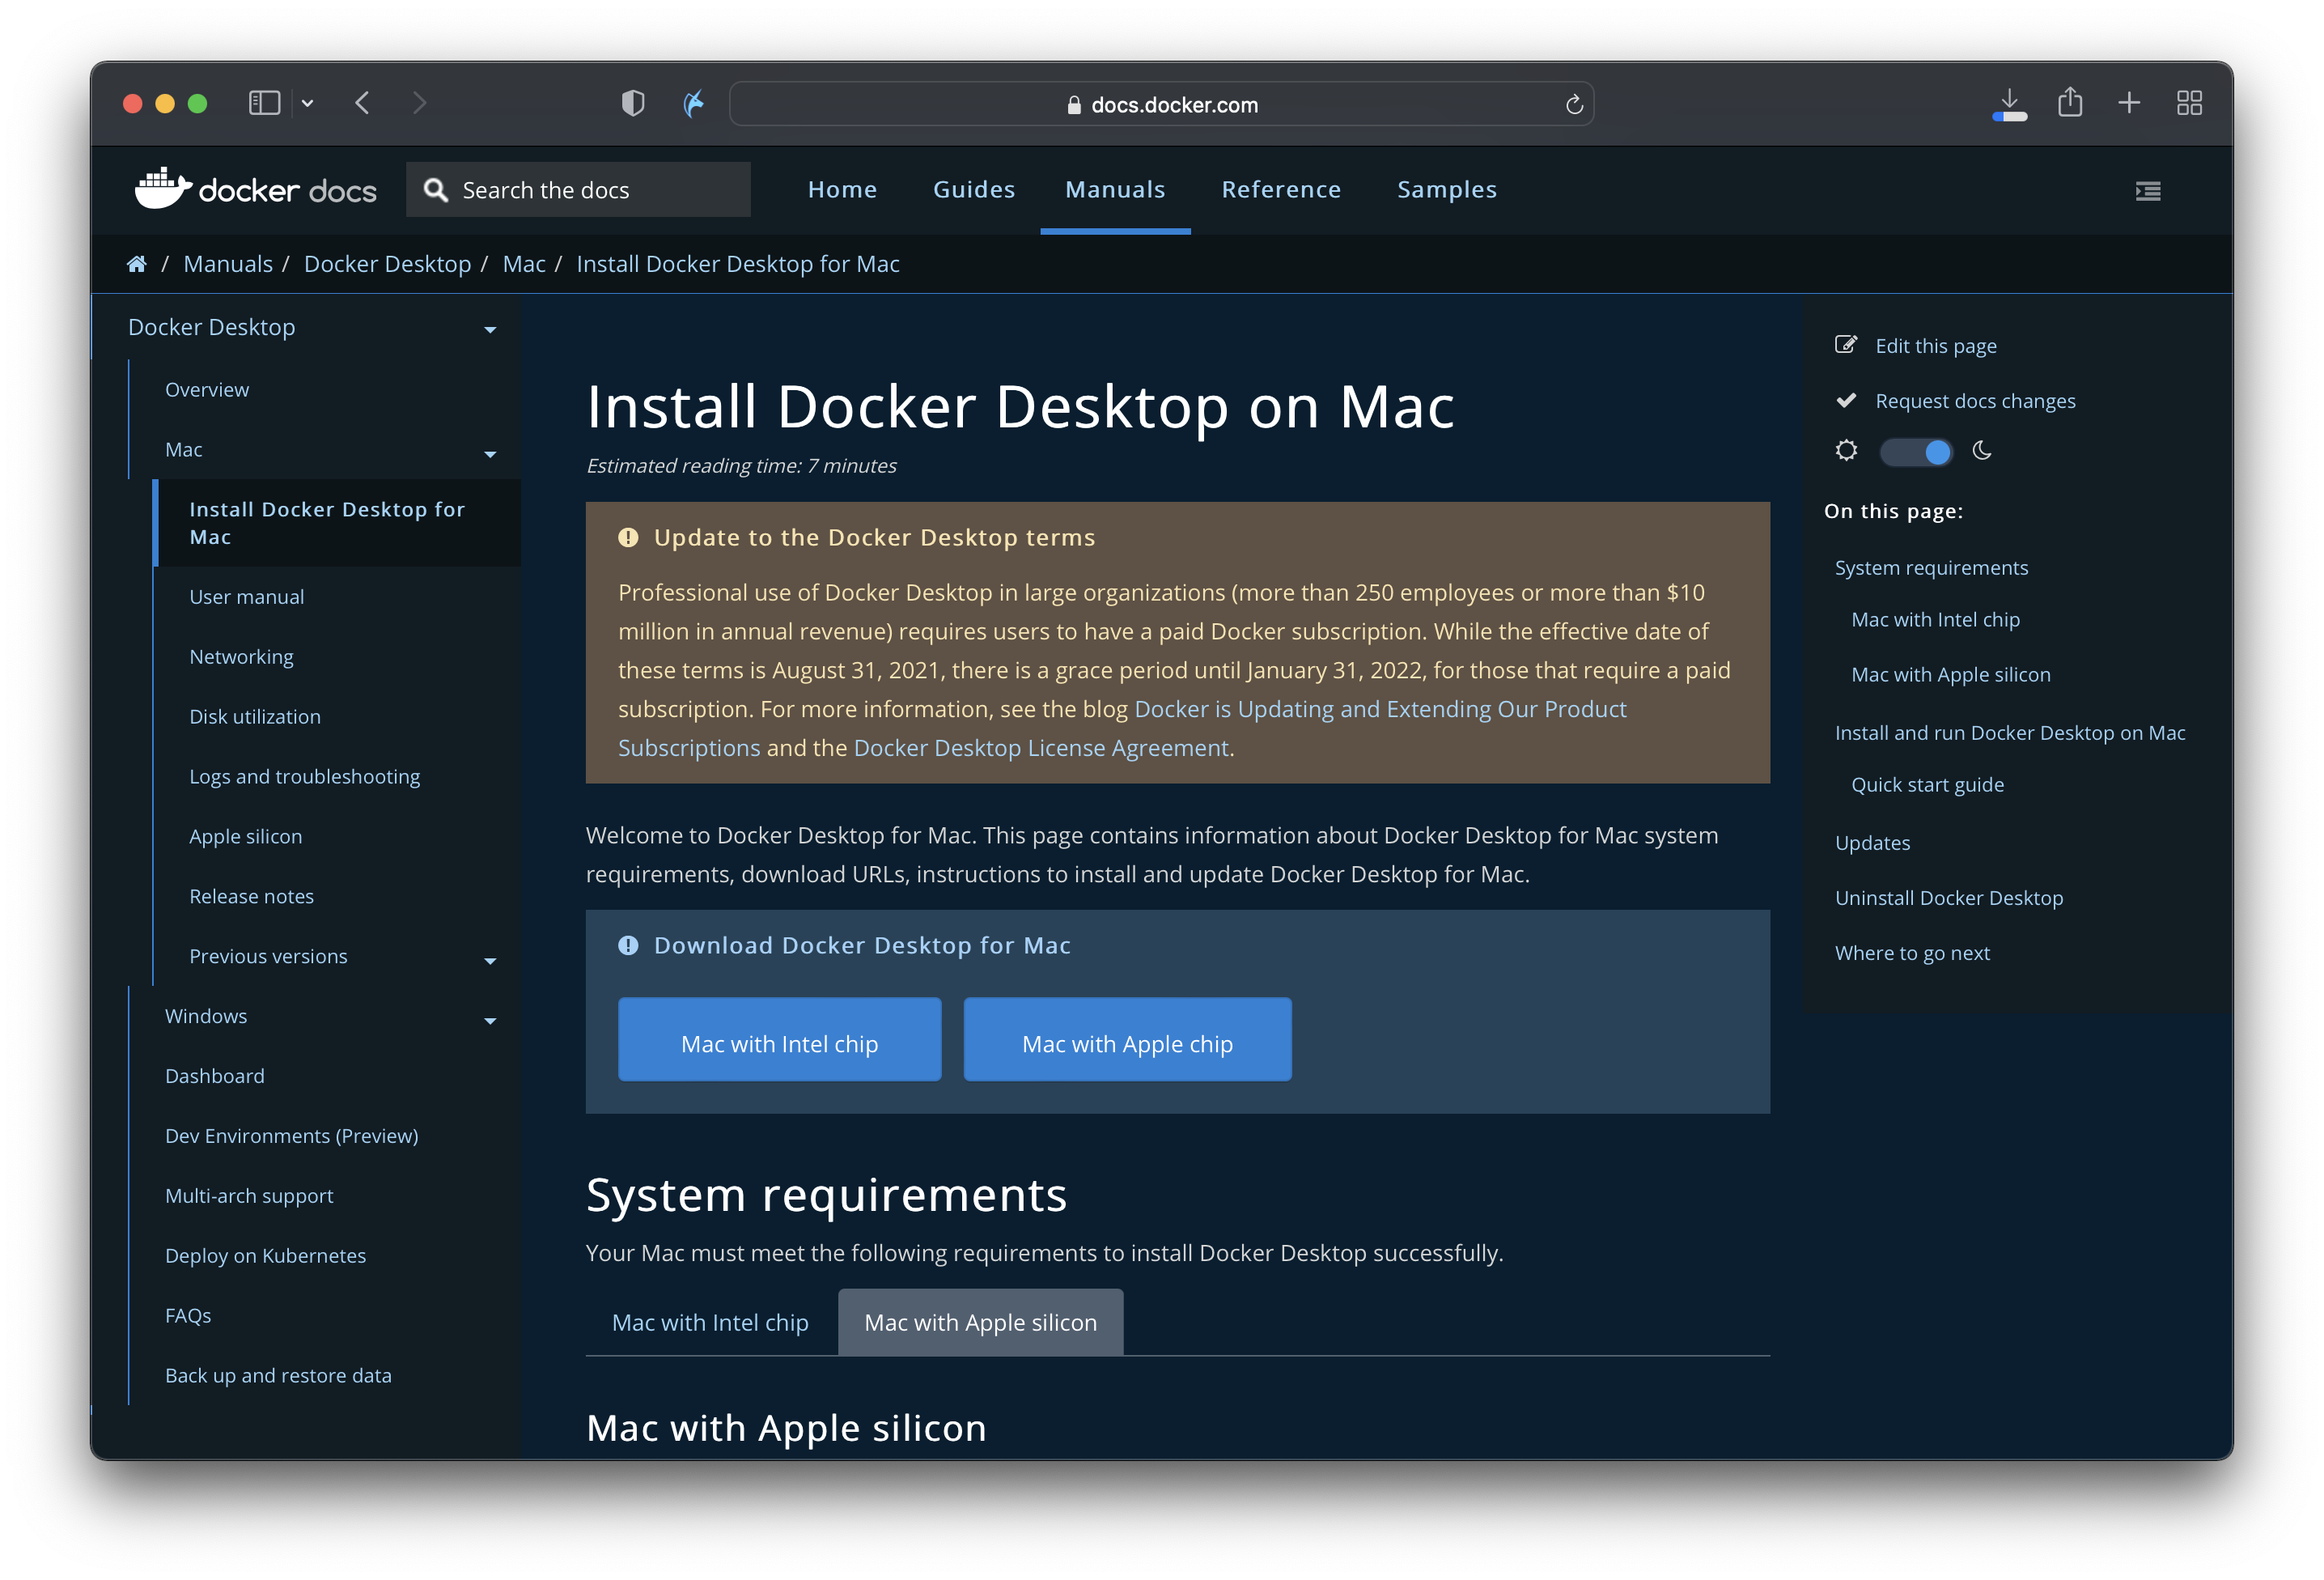 docs.docker.com
docker docs
Search the docs
Home
Guides
Manuals
Reference
Samples
/ Manuals / Docker Desktop / Mac / Install Docker Desktop for Mac
Docker Desktop
Overview
Mac
Install Docker Desktop for
Mac
User manual
Networking
Disk utilization
Logs and troubleshooting
Apple silicon
Release notes
Previous versions
Windows
Dashboard
Dev Environments (Preview)
Multi-arch support
Deploy on Kubernetes
FAQs
Back up and restore data
Install Docker Desktop on Mac
Estimated reading time: 7 minutes
Update to the Docker Desktop terms
Professional use of Docker Desktop in large organizations (more than 250 employees or more than $10
million in annual revenue) requires users to have a paid Docker subscription. While the effective date of
these terms is August 31, 2021, there is a grace period until January 31, 2022, for those that require a paid
subscription. For more information, see the blog Docker is Updating and Extending Our Product
Subscriptions and the Docker Desktop License Agreement.
Welcome to Docker Desktop for Mac. This page contains information about Docker Desktop for Mac system
requirements, download URLs, instructions to install and update Docker Desktop for Mac.
Download Docker Desktop for Mac
Mac with Intel chip
Mac with Apple chip
System requirements
Your Mac must meet the following requirements to install Docker Desktop successfully.
Mac with Intel chip
Mac with Apple silicon
Mac with Apple silicon
Edit this page
Request docs changes
On this page:
System requirements
Mac with Intel chip
Mac with Apple silicon
Install and run Docker Desktop on Mac
Quick start guide
Updates
Uninstall Docker Desktop
Where to go next